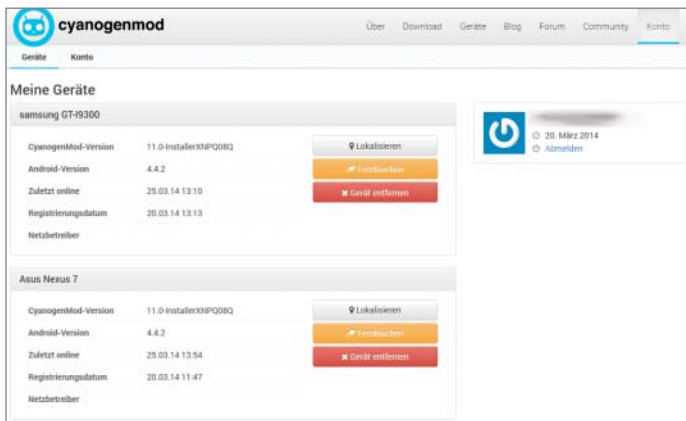 cyanogenmod
Über Download Geräte Blog Forum Community Konto
Geräte Konto
Meine Geräte
samsung GT-I9300
CyanogenMod-Version 11.0-InstallerXNPQ08Q Lokalisieren
Android-Version 4.4.2 Fernlöschen
Zuletzt online 25.03.14 13:10 Gerät entfernen
Registrierungsdatum 20.03.14 13:13
Netzbetreiber
20. März 2014
Abmelden
Asus Nexus 7
CyanogenMod-Version 11.0-InstallerXNPQ08Q Lokalisieren
Android-Version 4.4.2 Fernlöschen
Zuletzt online 25.03.14 13:54 Gerät entfernen
Registrierungsdatum 20.03.14 11:47
Netzbetreiber